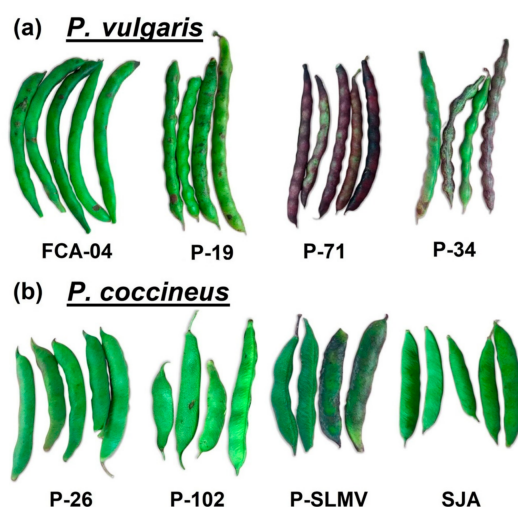 (a) P. vulgaris
FCA-04 P-19 P-71 P-34
(b) P. coccineus
P-26 P-102 P-SLMV SJA